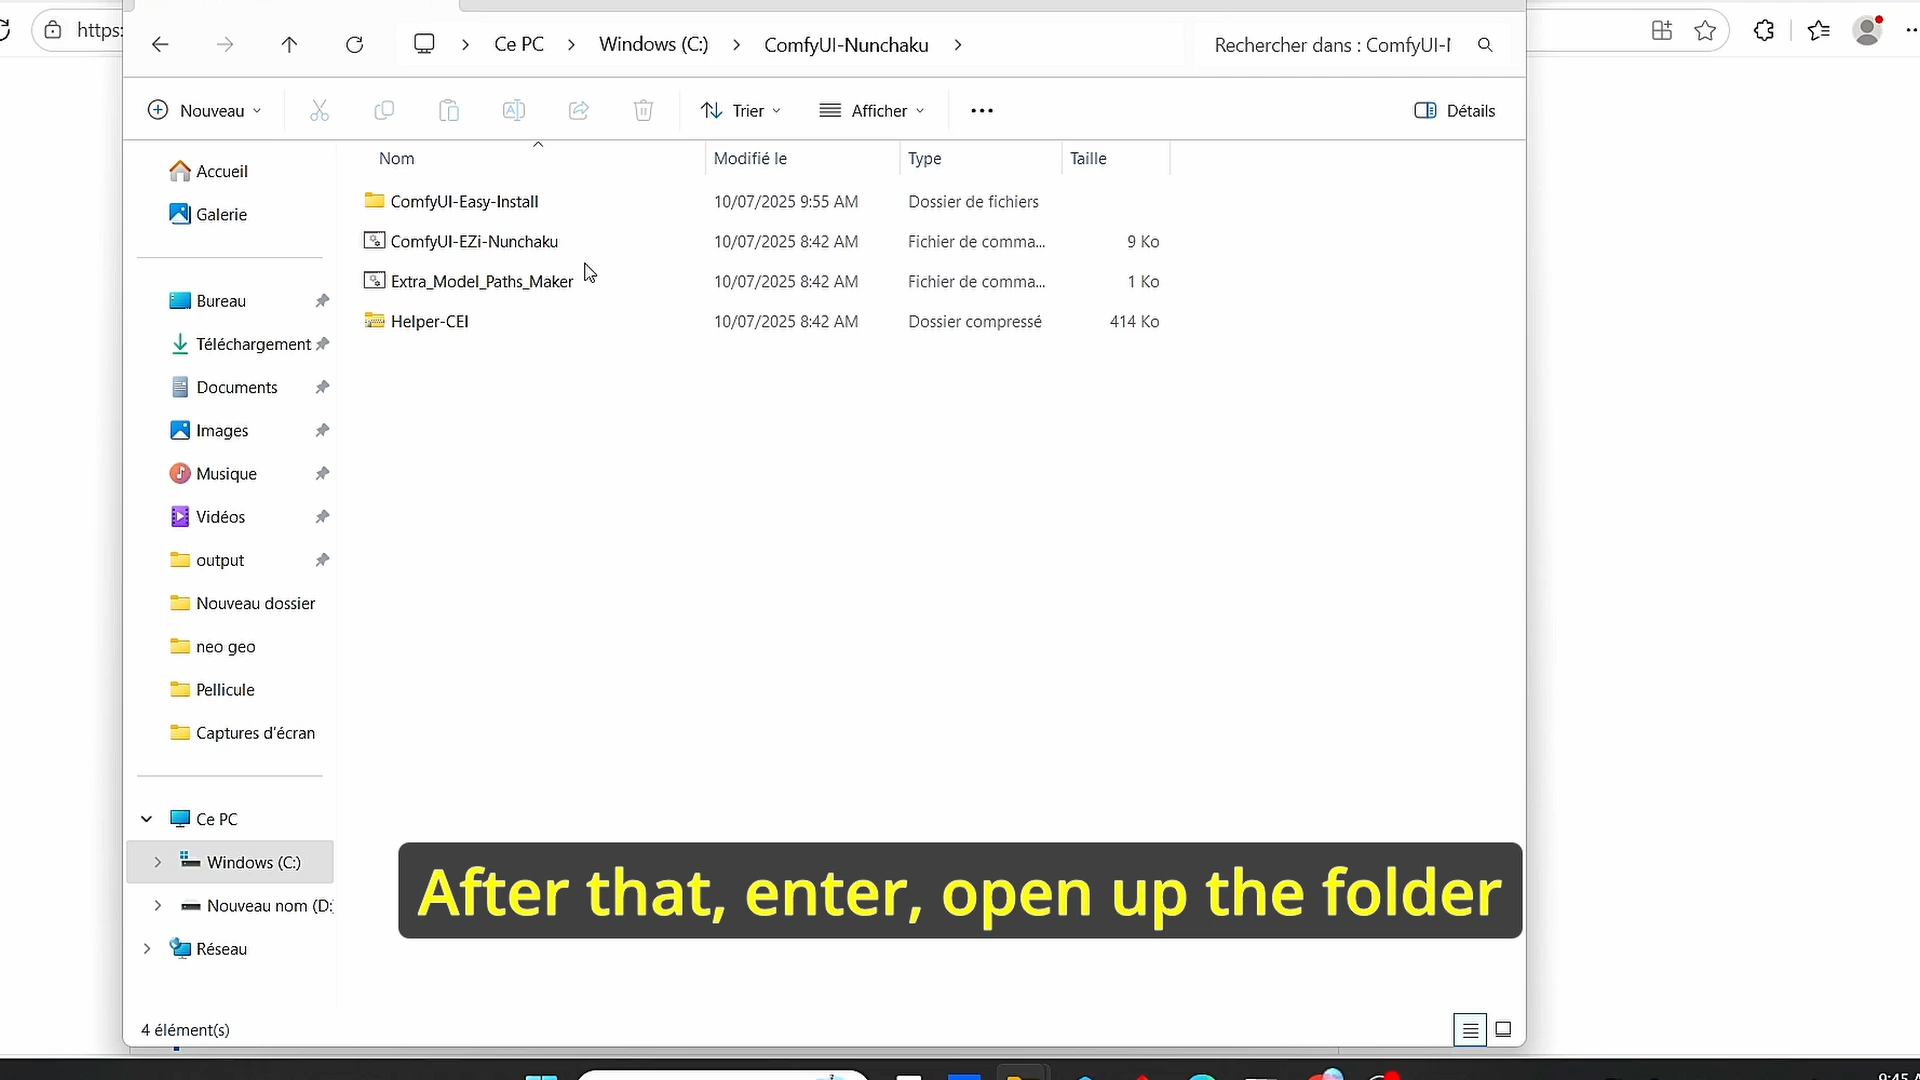 https:
Ce PC > Windows (C:) > ComfyUI-Nunchaku >
Rechercher dans : ComfyUI-N
Nouveau
Trier
Afficher
Détails
Nom Modifié le Type Taille
ComfyUI-Easy-Install 10/07/2025 9:55 AM Dossier de fichiers
ComfyUI-EZi-Nunchaku 10/07/2025 8:42 AM Fichier de comma... 9 Ko
Extra_Model_Paths_Maker 10/07/2025 8:42 AM Fichier de comma... 1 Ko
Helper-CEI 10/07/2025 8:42 AM Dossier compressé 414 Ko
Accueil
Galerie
Bureau
Téléchargement
Documents
Images
Musique
Vidéos
output
Nouveau dossier
neo geo
Pellicule
Captures d'écran
Ce PC
Windows (C:)
Nouveau nom (D:
Réseau
After that, enter, open up the folder
4 élément(s)